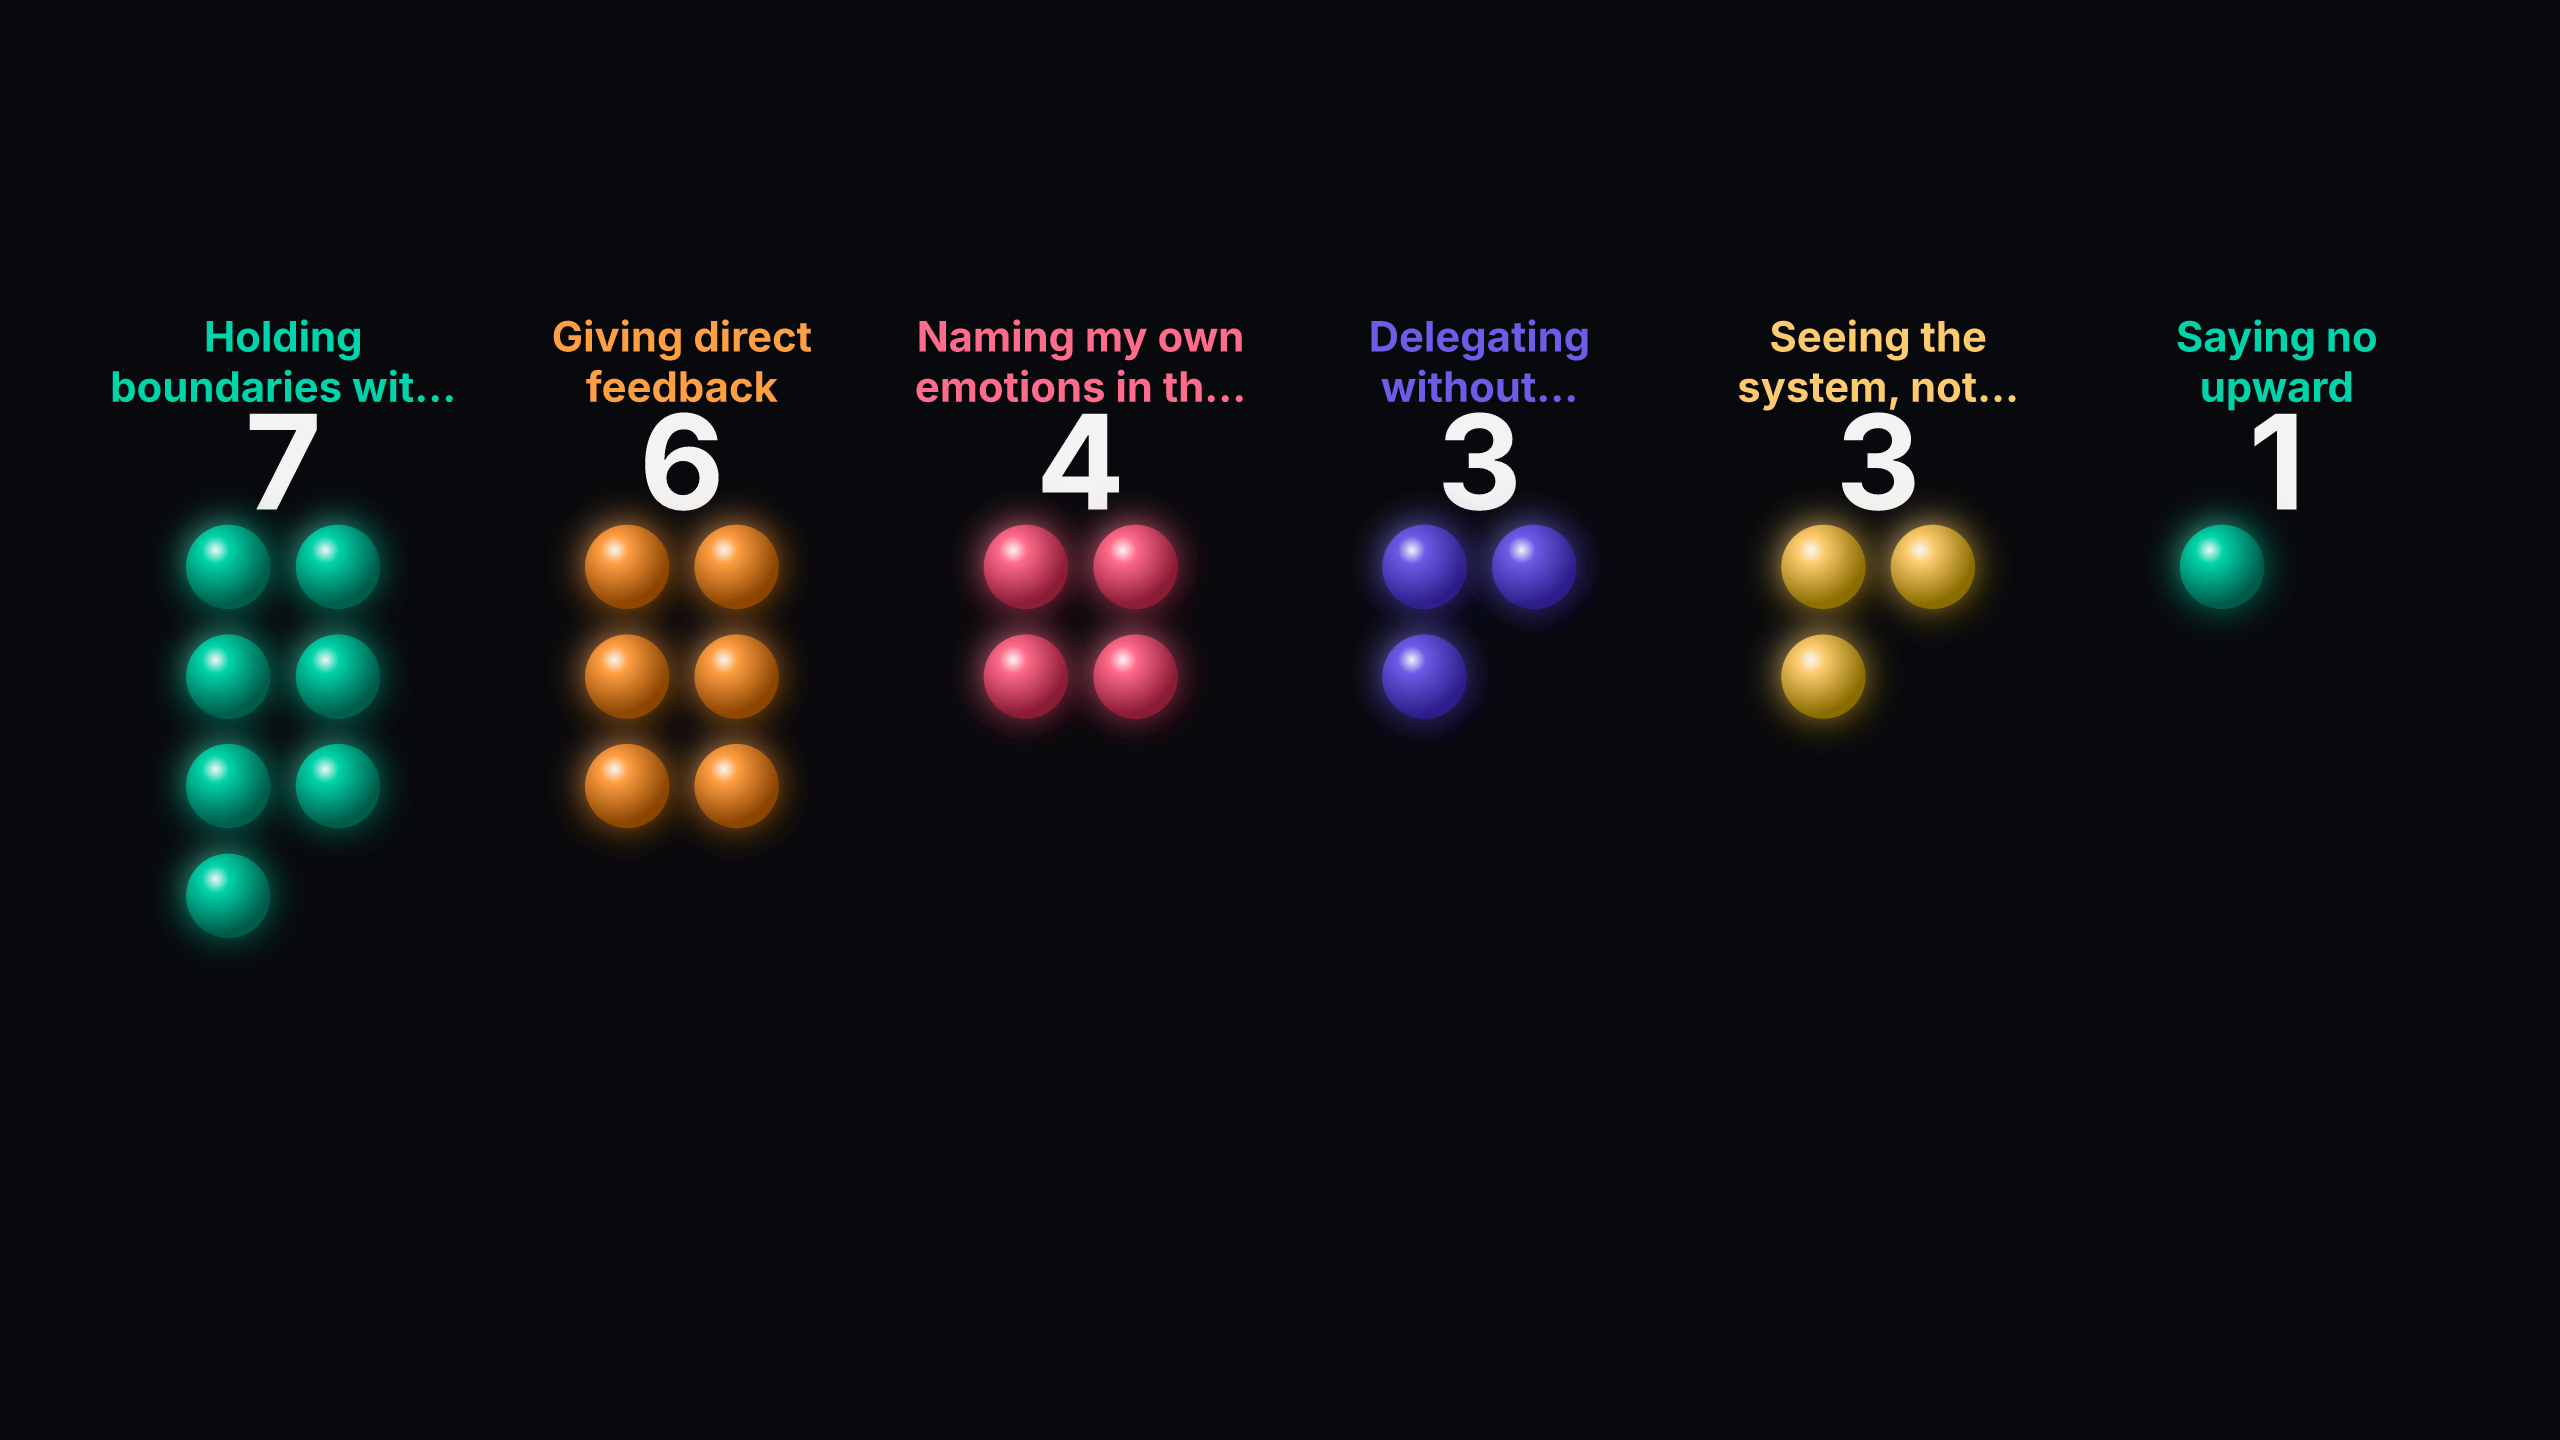 Holding
boundaries wit...
7
Giving direct
feedback
6
Naming my own
emotions in th...
4
Delegating
without...
3
Seeing the
system, not...
3
Saying no
upward
1